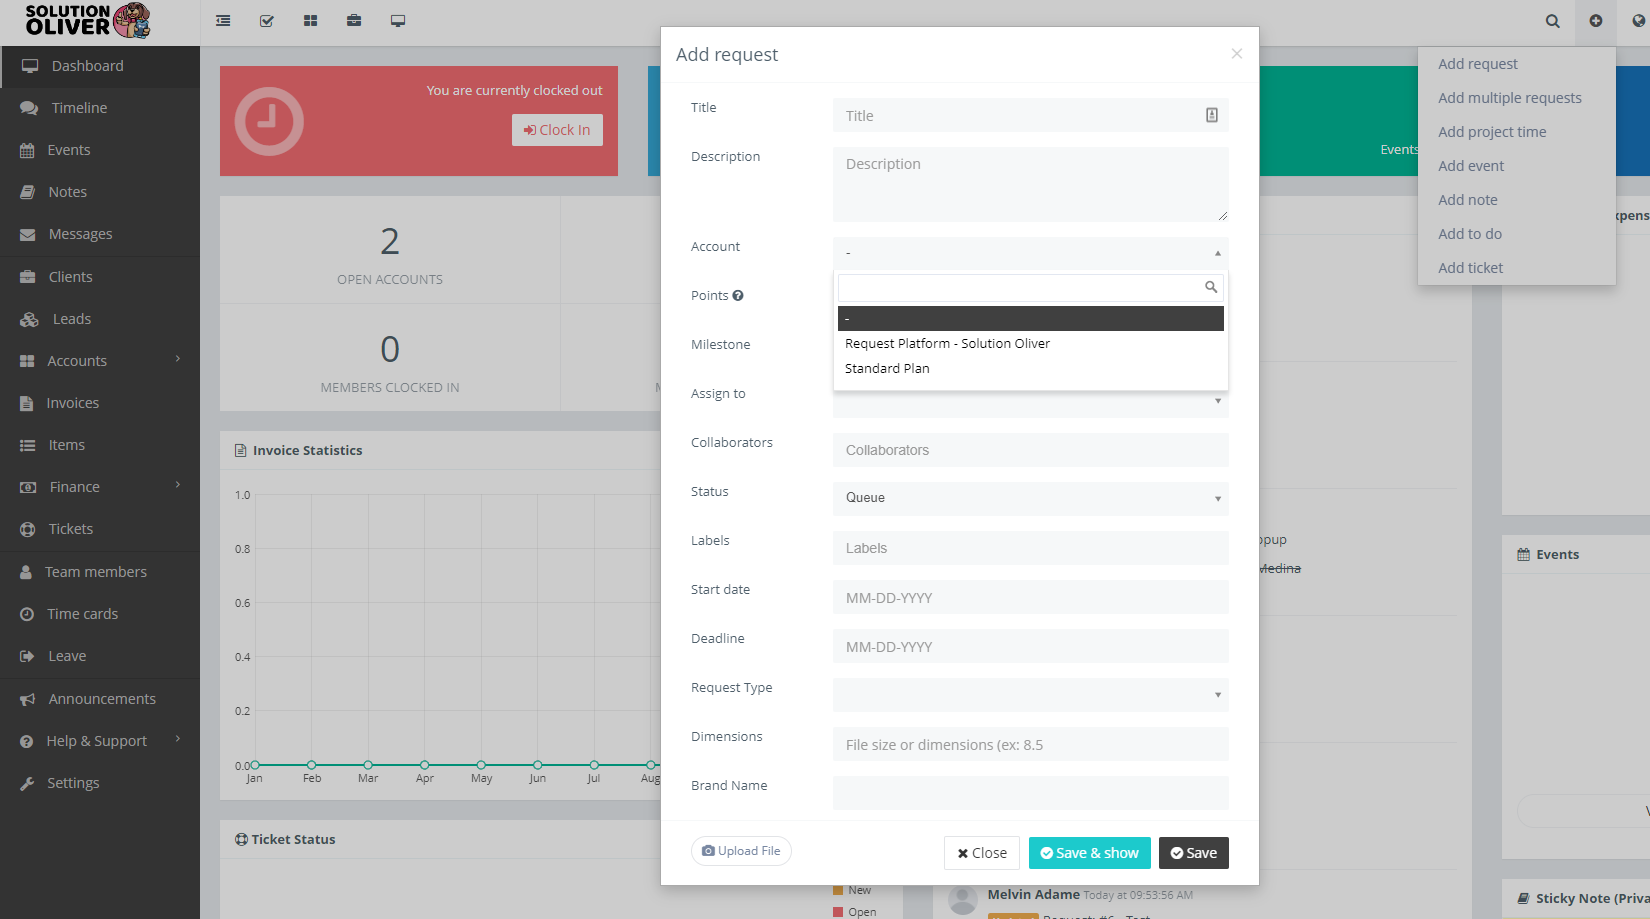 SOLUTION
OLIVER
Dashboard
Timeline
Events
Notes
Messages
Clients
Leads
Accounts
Invoices
Items
Finance
Tickets
Team members
Time cards
Leave
Announcements
Help & Support
Settings
You are currently clocked out
Clock In
2
OPEN ACCOUNTS
0
MEMBERS CLOCKED IN
M
Invoice Statistics
1.0
0.8
0.6
0.4
0.2
0.0
Jan Feb Mar Apr May Jun Jul Aug
Ticket Status
New
Open
Add request
×
Title
Title
Description
Description
Account
-
-
Request Platform - Solution Oliver
Standard Plan
Points
Milestone
Assign to
Collaborators
Collaborators
Status
Queue
Labels
Labels
Start date
MM-DD-YYYY
Deadline
MM-DD-YYYY
Request Type
Dimensions
File size or dimensions (ex: 8.5
Brand Name
Upload File
Close
Save & show
Save
Events
Add request
Add multiple requests
Add project time
Add event
Add note
Add to do
Add ticket
xpens
opup
Medina
Events
Melvin Adame Today at 09:53:56 AM
Request: #6 - Test
Sticky Note (Priva